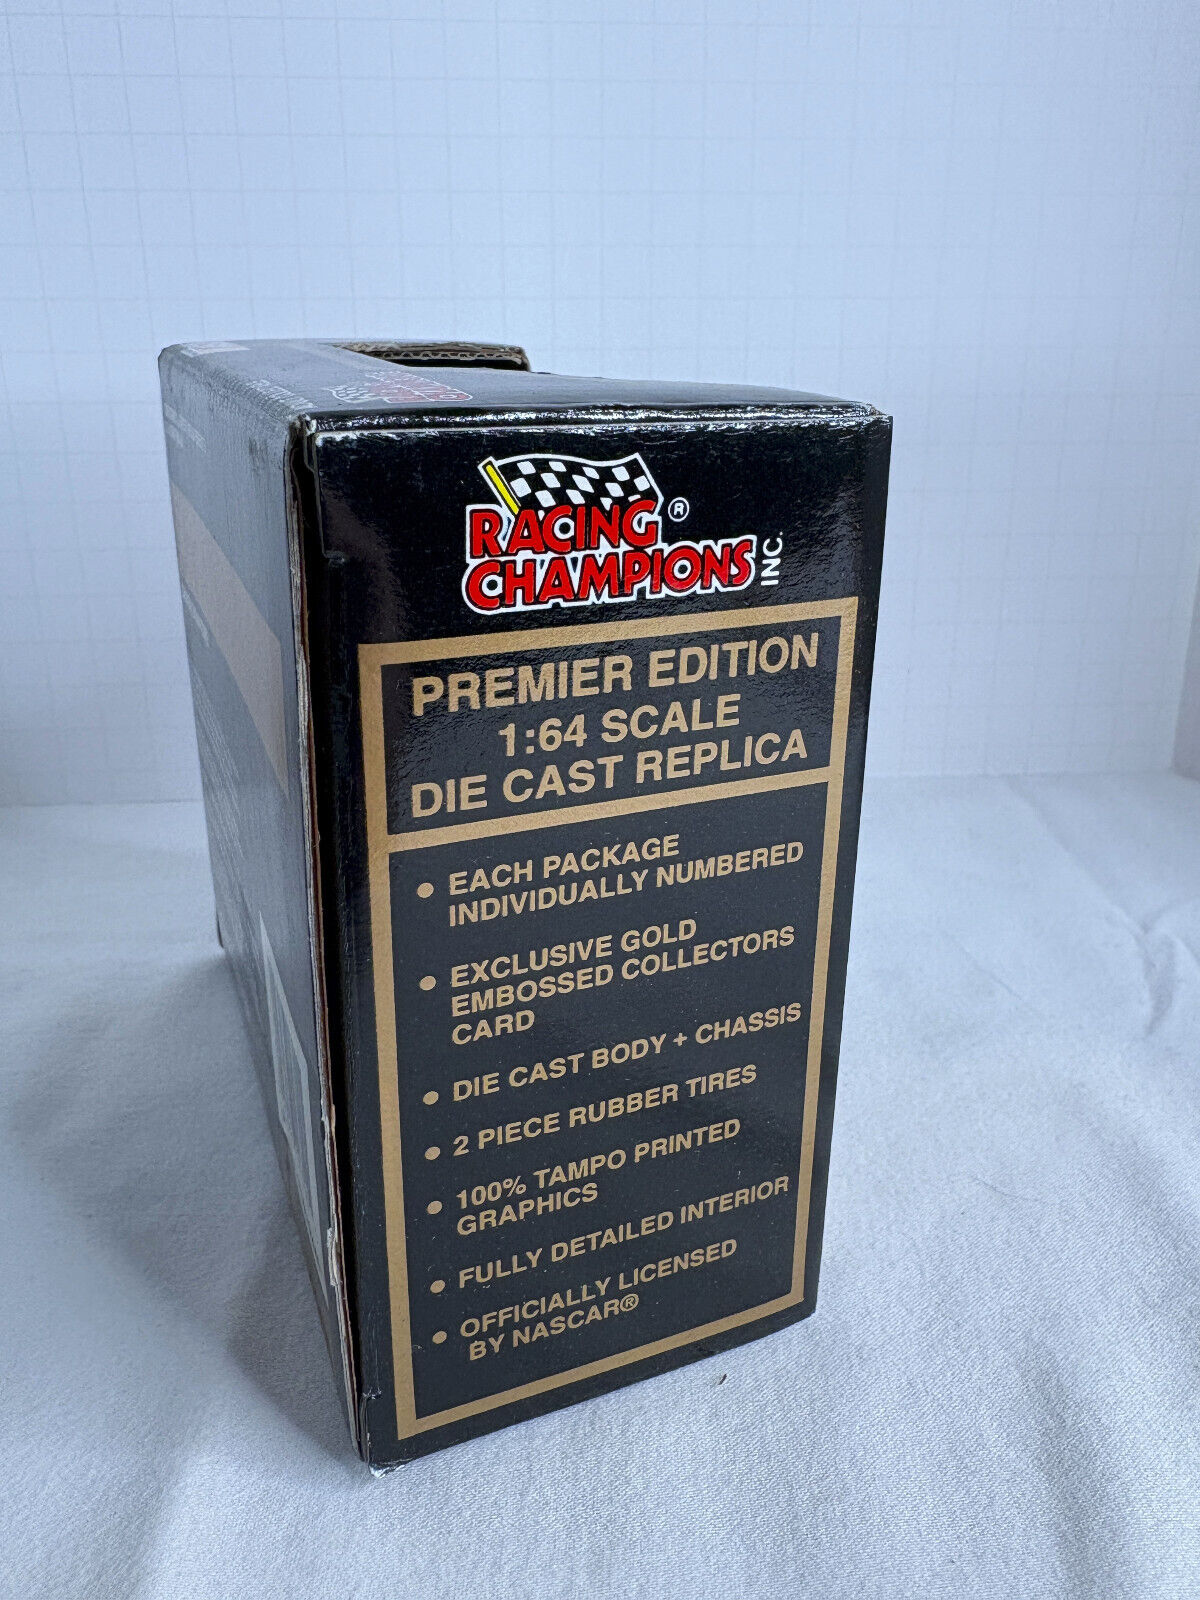 RACING ®
CHAMPIONS INC.
PREMIER EDITION
1:64 SCALE
DIE CAST REPLICA
• EACH PACKAGE
INDIVIDUALLY NUMBERED
• EXCLUSIVE GOLD
EMBOSSED COLLECTORS
CARD
• DIE CAST BODY + CHASSIS
• 2 PIECE RUBBER TIRES
• 100% TAMPO PRINTED
GRAPHICS
• FULLY DETAILED INTERIOR
• OFFICIALLY LICENSED
BY NASCAR®